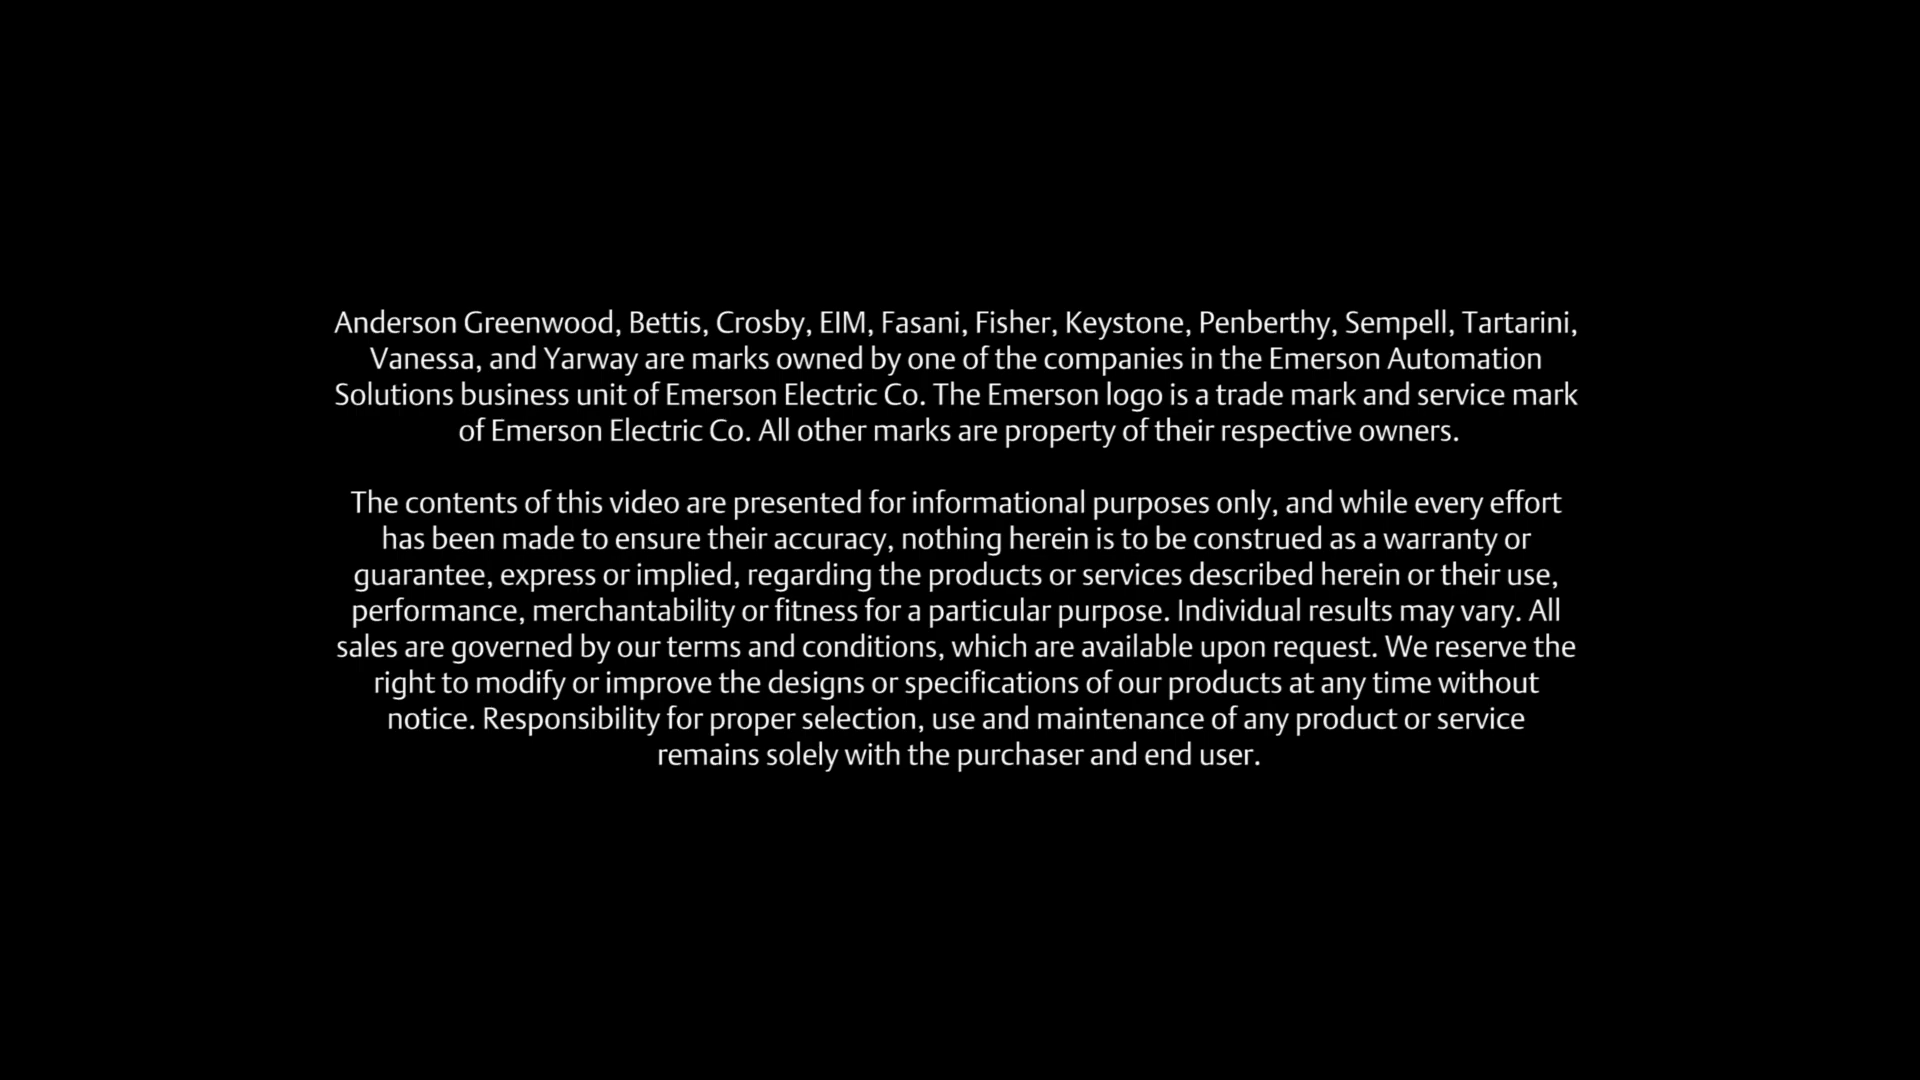 Anderson Greenwood, Bettis, Crosby, EIM, Fasani, Fisher, Keystone, Penberthy, Sempell, Tartarini,
Vanessa, and Yarway are marks owned by one of the companies in the Emerson Automation
Solutions business unit of Emerson Electric Co. The Emerson logo is a trade mark and service mark
of Emerson Electric Co. All other marks are property of their respective owners.
The contents of this video are presented for informational purposes only, and while every effort
has been made to ensure their accuracy, nothing herein is to be construed as a warranty or
guarantee, express or implied, regarding the products or services described herein or their use,
performance, merchantability or fitness for a particular purpose. Individual results may vary. All
sales are governed by our terms and conditions, which are available upon request. We reserve the
right to modify or improve the designs or specifications of our products at any time without
notice. Responsibility for proper selection, use and maintenance of any product or service
remains solely with the purchaser and end user.